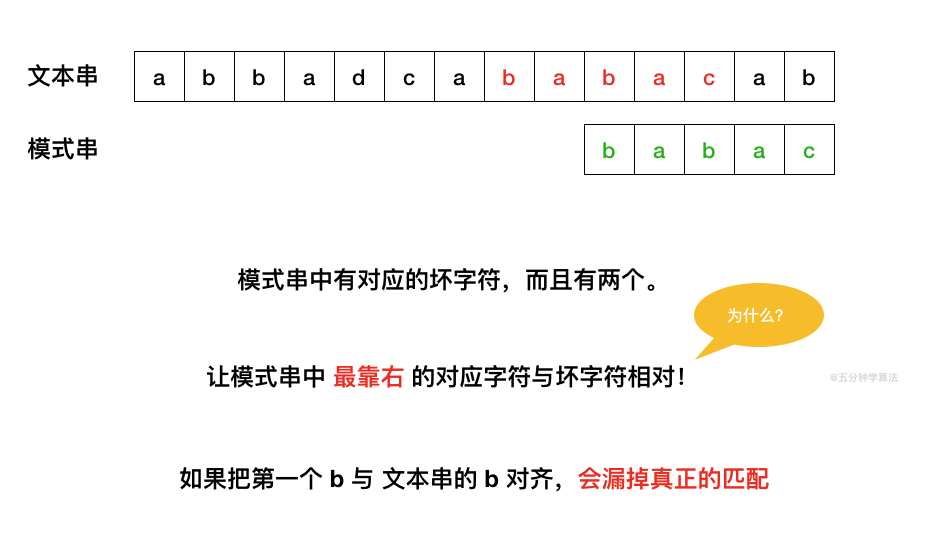 文本串 a b b a d c a b a b a c a b
模式串 b a b a c
模式串中有对应的坏字符，而且有两个。
为什么?
让模式串中 最靠右 的对应字符与坏字符相对！
@五分钟学算法
如果把第一个 b 与 文本串的 b 对齐，会漏掉真正的匹配